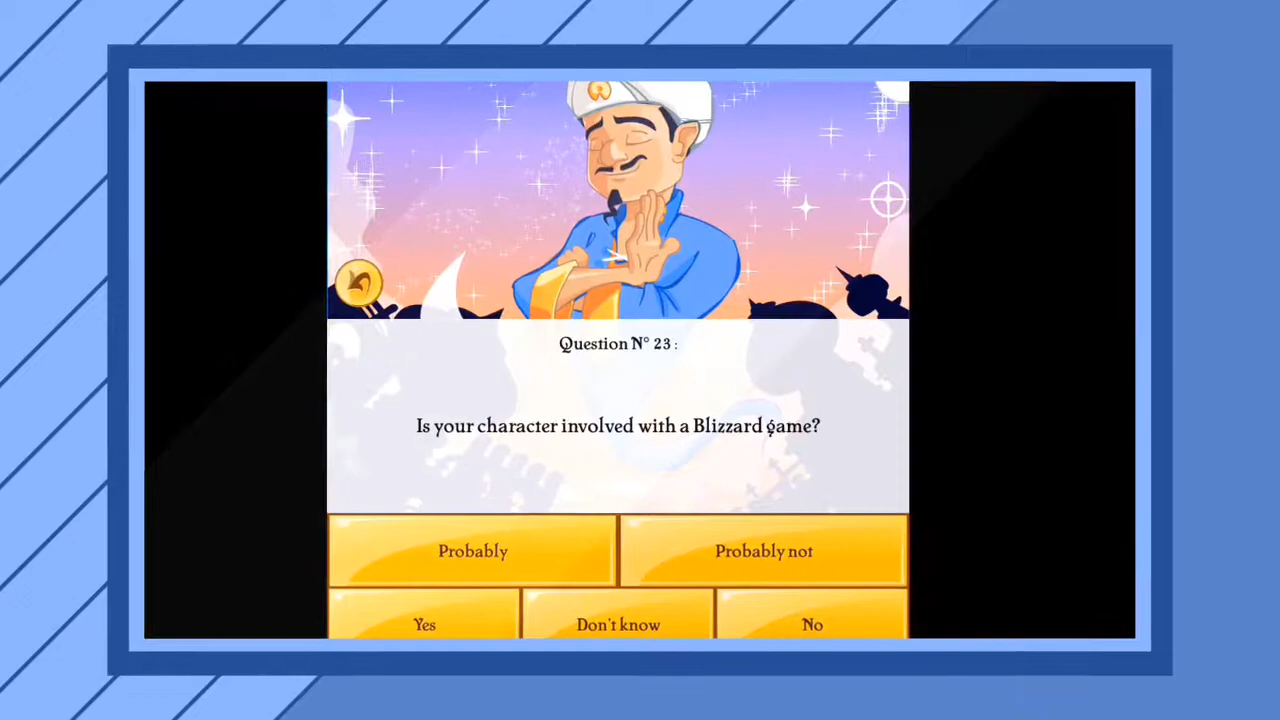 Question N° 23 :
Is your character involved with a Blizzard game?
Probably
Probably not
Yes
Don't know
No